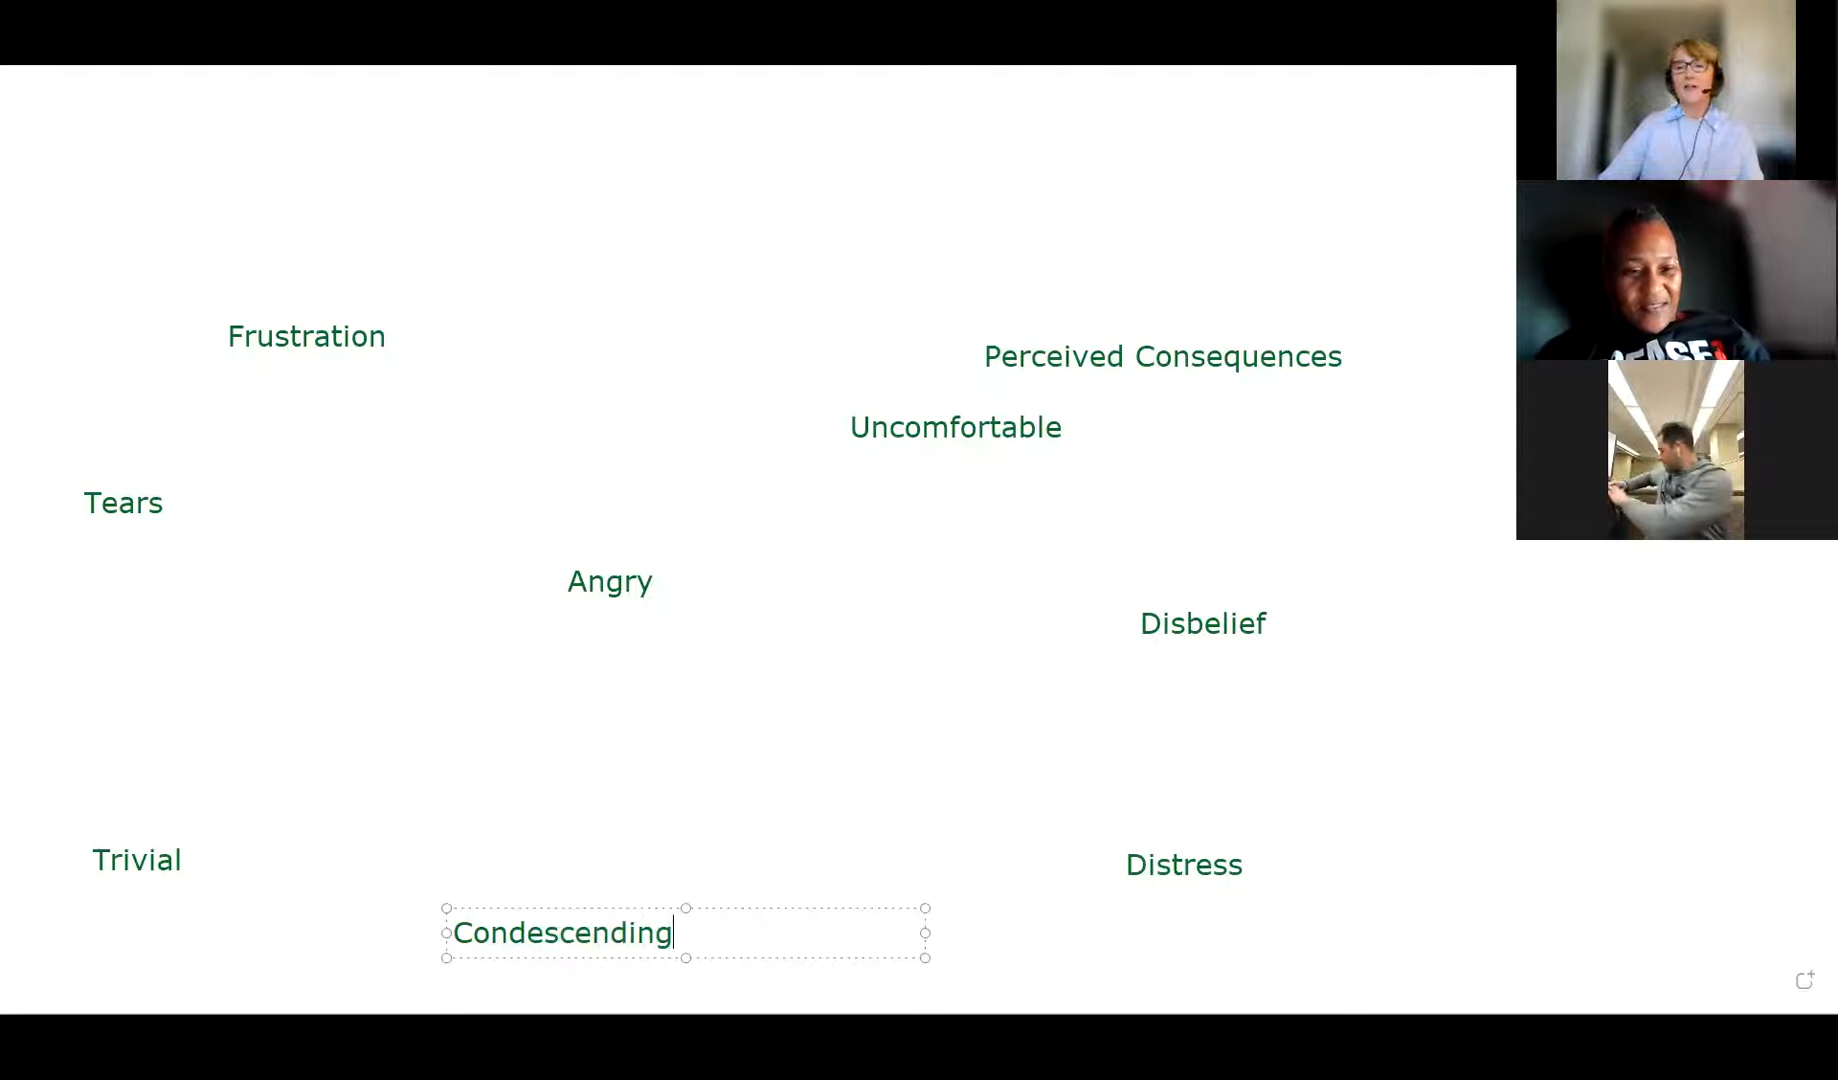 Frustration
Perceived Consequences
Uncomfortable
Tears
Angry
Disbelief
Trivial
Distress
Condescending